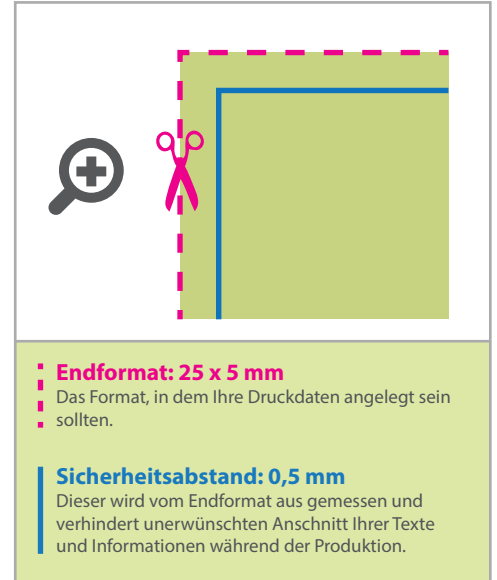 Endformat: 25 x 5 mm
Das Format, in dem Ihre Druckdaten angelegt sein
sollten.
Sicherheitsabstand: 0,5 mm
Dieser wird vom Endformat aus gemessen und
verhindert unerwünschten Anschnitt Ihrer Texte
und Informationen während der Produktion.